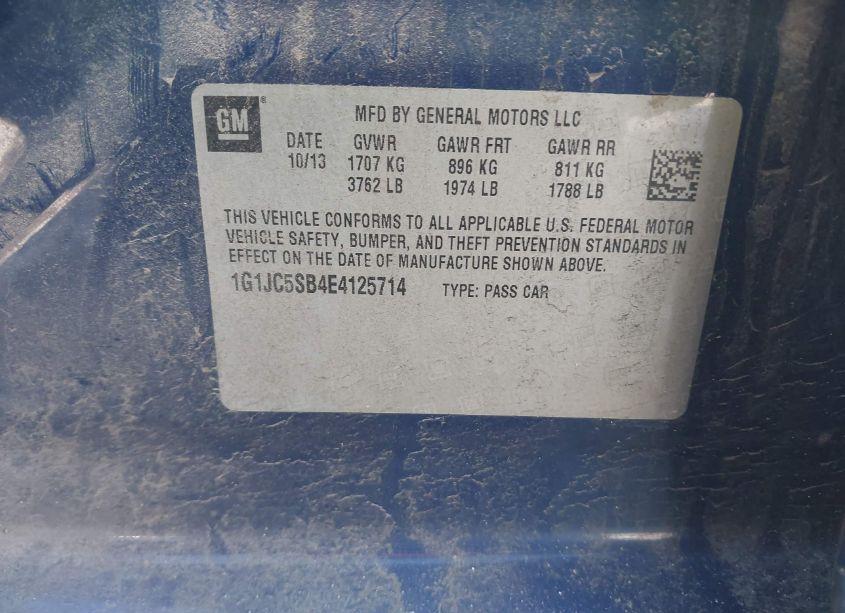 GM ®
MFD BY GENERAL MOTORS LLC
DATE GVWR GAWR FRT GAWR RR
10/13 1707 KG 896 KG 811 KG
3762 LB 1974 LB 1788 LB
THIS VEHICLE CONFORMS TO ALL APPLICABLE U.S. FEDERAL MOTOR
VEHICLE SAFETY, BUMPER, AND THEFT PREVENTION STANDARDS IN
EFFECT ON THE DATE OF MANUFACTURE SHOWN ABOVE.
1G1JC5SB4E4125714 TYPE: PASS CAR